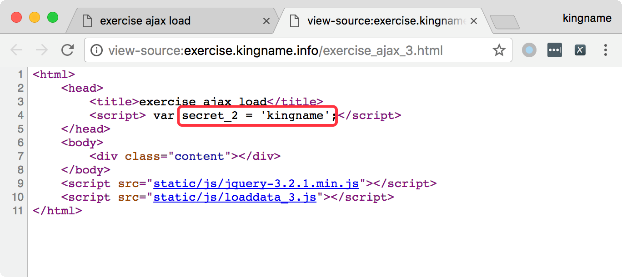 exercise ajax load
view-source:exercise.kingname
kingname
view-source:exercise.kingname.info/exercise_ajax_3.html
1 <html>
2 <head>
3 <title>exercise ajax load</title>
4 <script> var secret_2 = 'kingname';</script>
5 </head>
6 <body>
7 <div class="content"></div>
8 </body>
9 <script src="static/js/jquery-3.2.1.min.js"></script>
10 <script src="static/js/loaddata_3.js"></script>
11 </html>